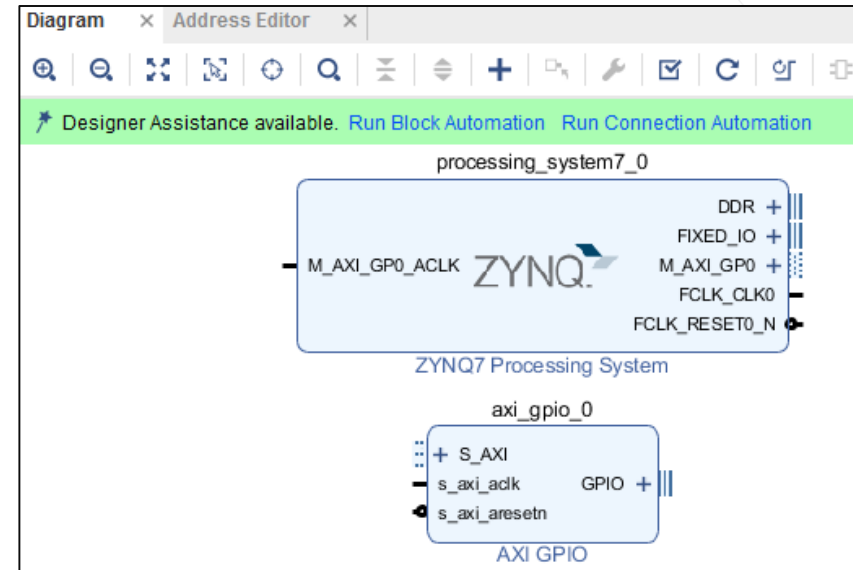 Diagram × Address Editor ×
Designer Assistance available. Run Block Automation Run Connection Automation
processing_system7_0
DDR
FIXED_IO
M_AXI_GP0_ACLK ZYNQ. M_AXI_GP0
FCLK_CLK0
FCLK_RESET0_N
ZYNQ7 Processing System
axi_gpio_0
S_AXI
s_axi_aclk GPIO
s_axi_aresetn
AXI GPIO